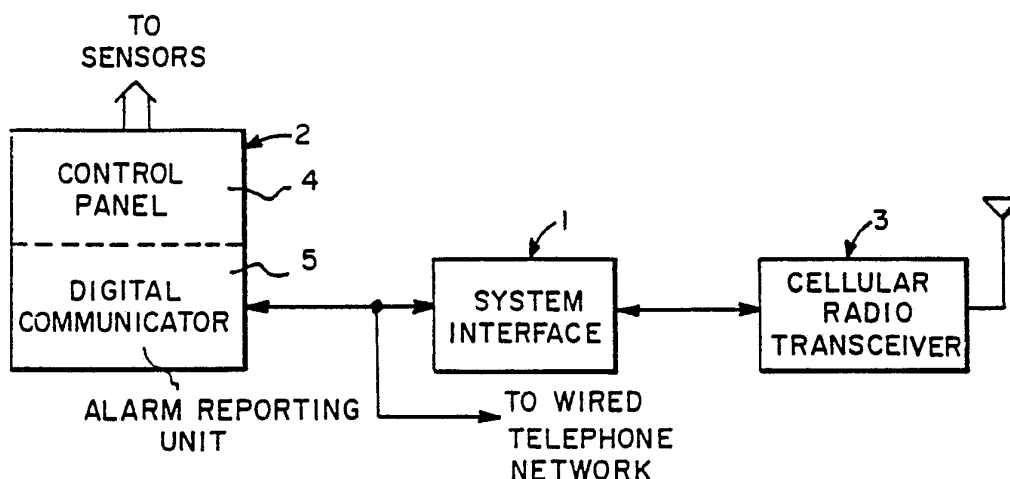 TO
SENSORS
2
CONTROL
PANEL
4
5
DIGITAL
COMMUNICATOR
ALARM REPORTING
UNIT
1
SYSTEM
INTERFACE
3
CELLULAR
RADIO
TRANSCEIVER
TO WIRED
TELEPHONE
NETWORK